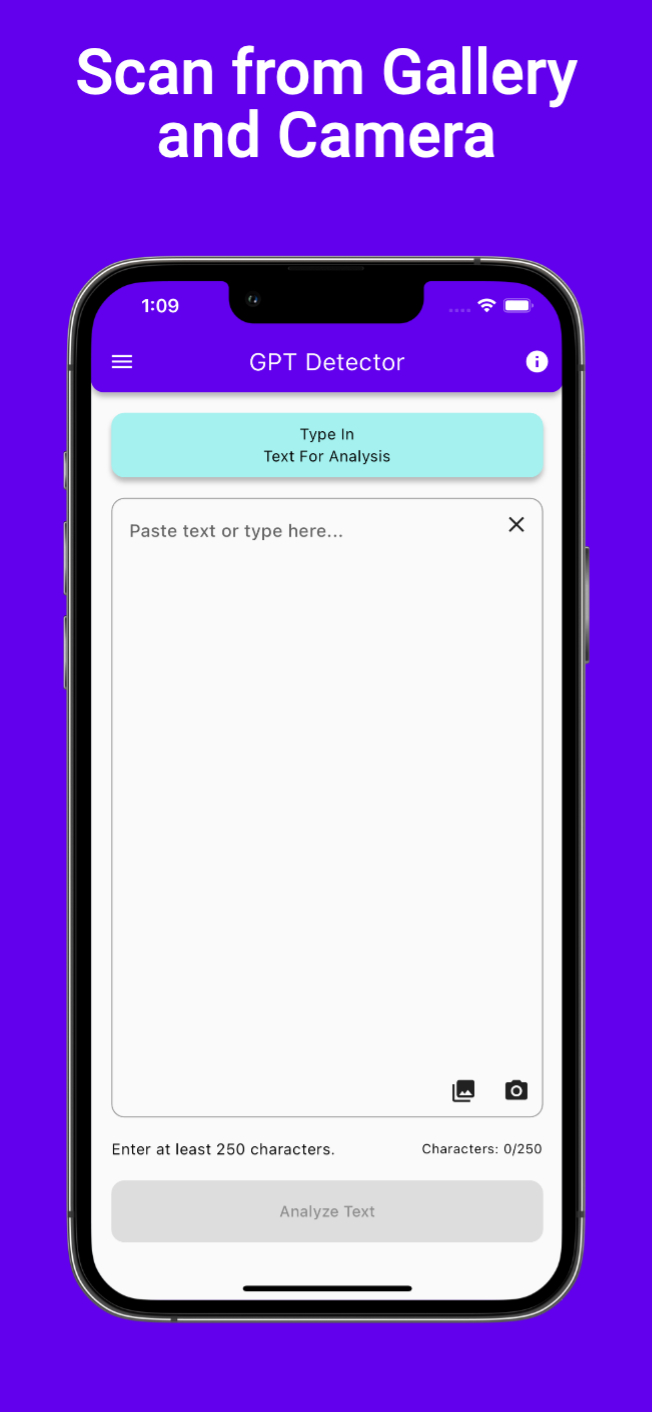 Scan from Gallery
and Camera
1:09
GPT Detector
Type In
Text For Analysis
Paste text or type here...
Enter at least 250 characters.
Characters: 0/250
Analyze Text